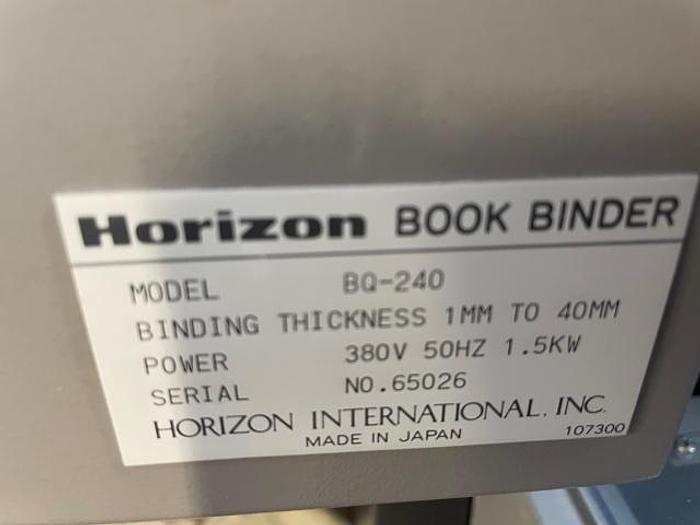 Horizon BOOK BINDER
MODEL BQ-240
BINDING THICKNESS 1MM TO 40MM
POWER 380V 50HZ 1.5KW
SERIAL NO.65026
HORIZON INTERNATIONAL. INC.
MADE IN JAPAN 107300